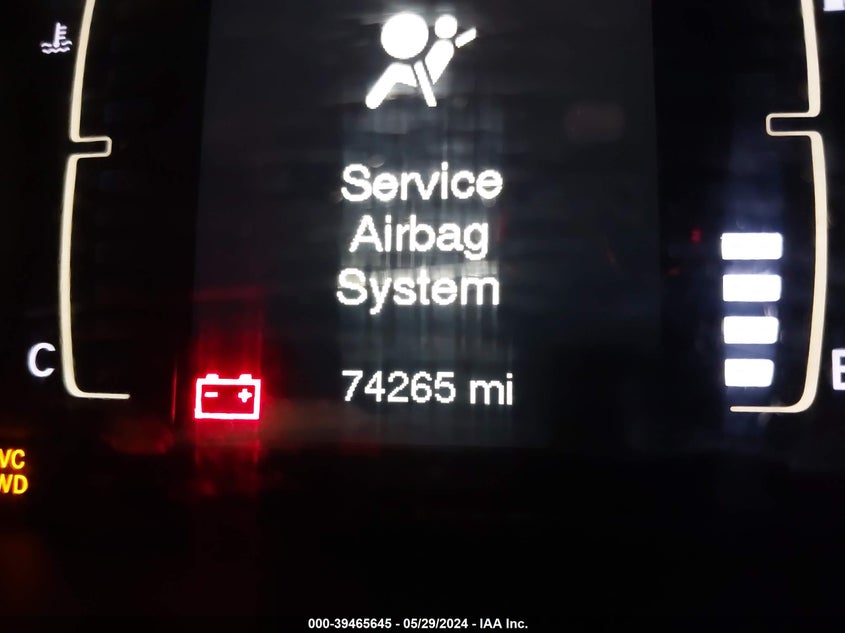 Service
Airbag
System
C
74265 mi
E
VC
WD
000-39465645 - 05/29/2024 - IAA Inc.